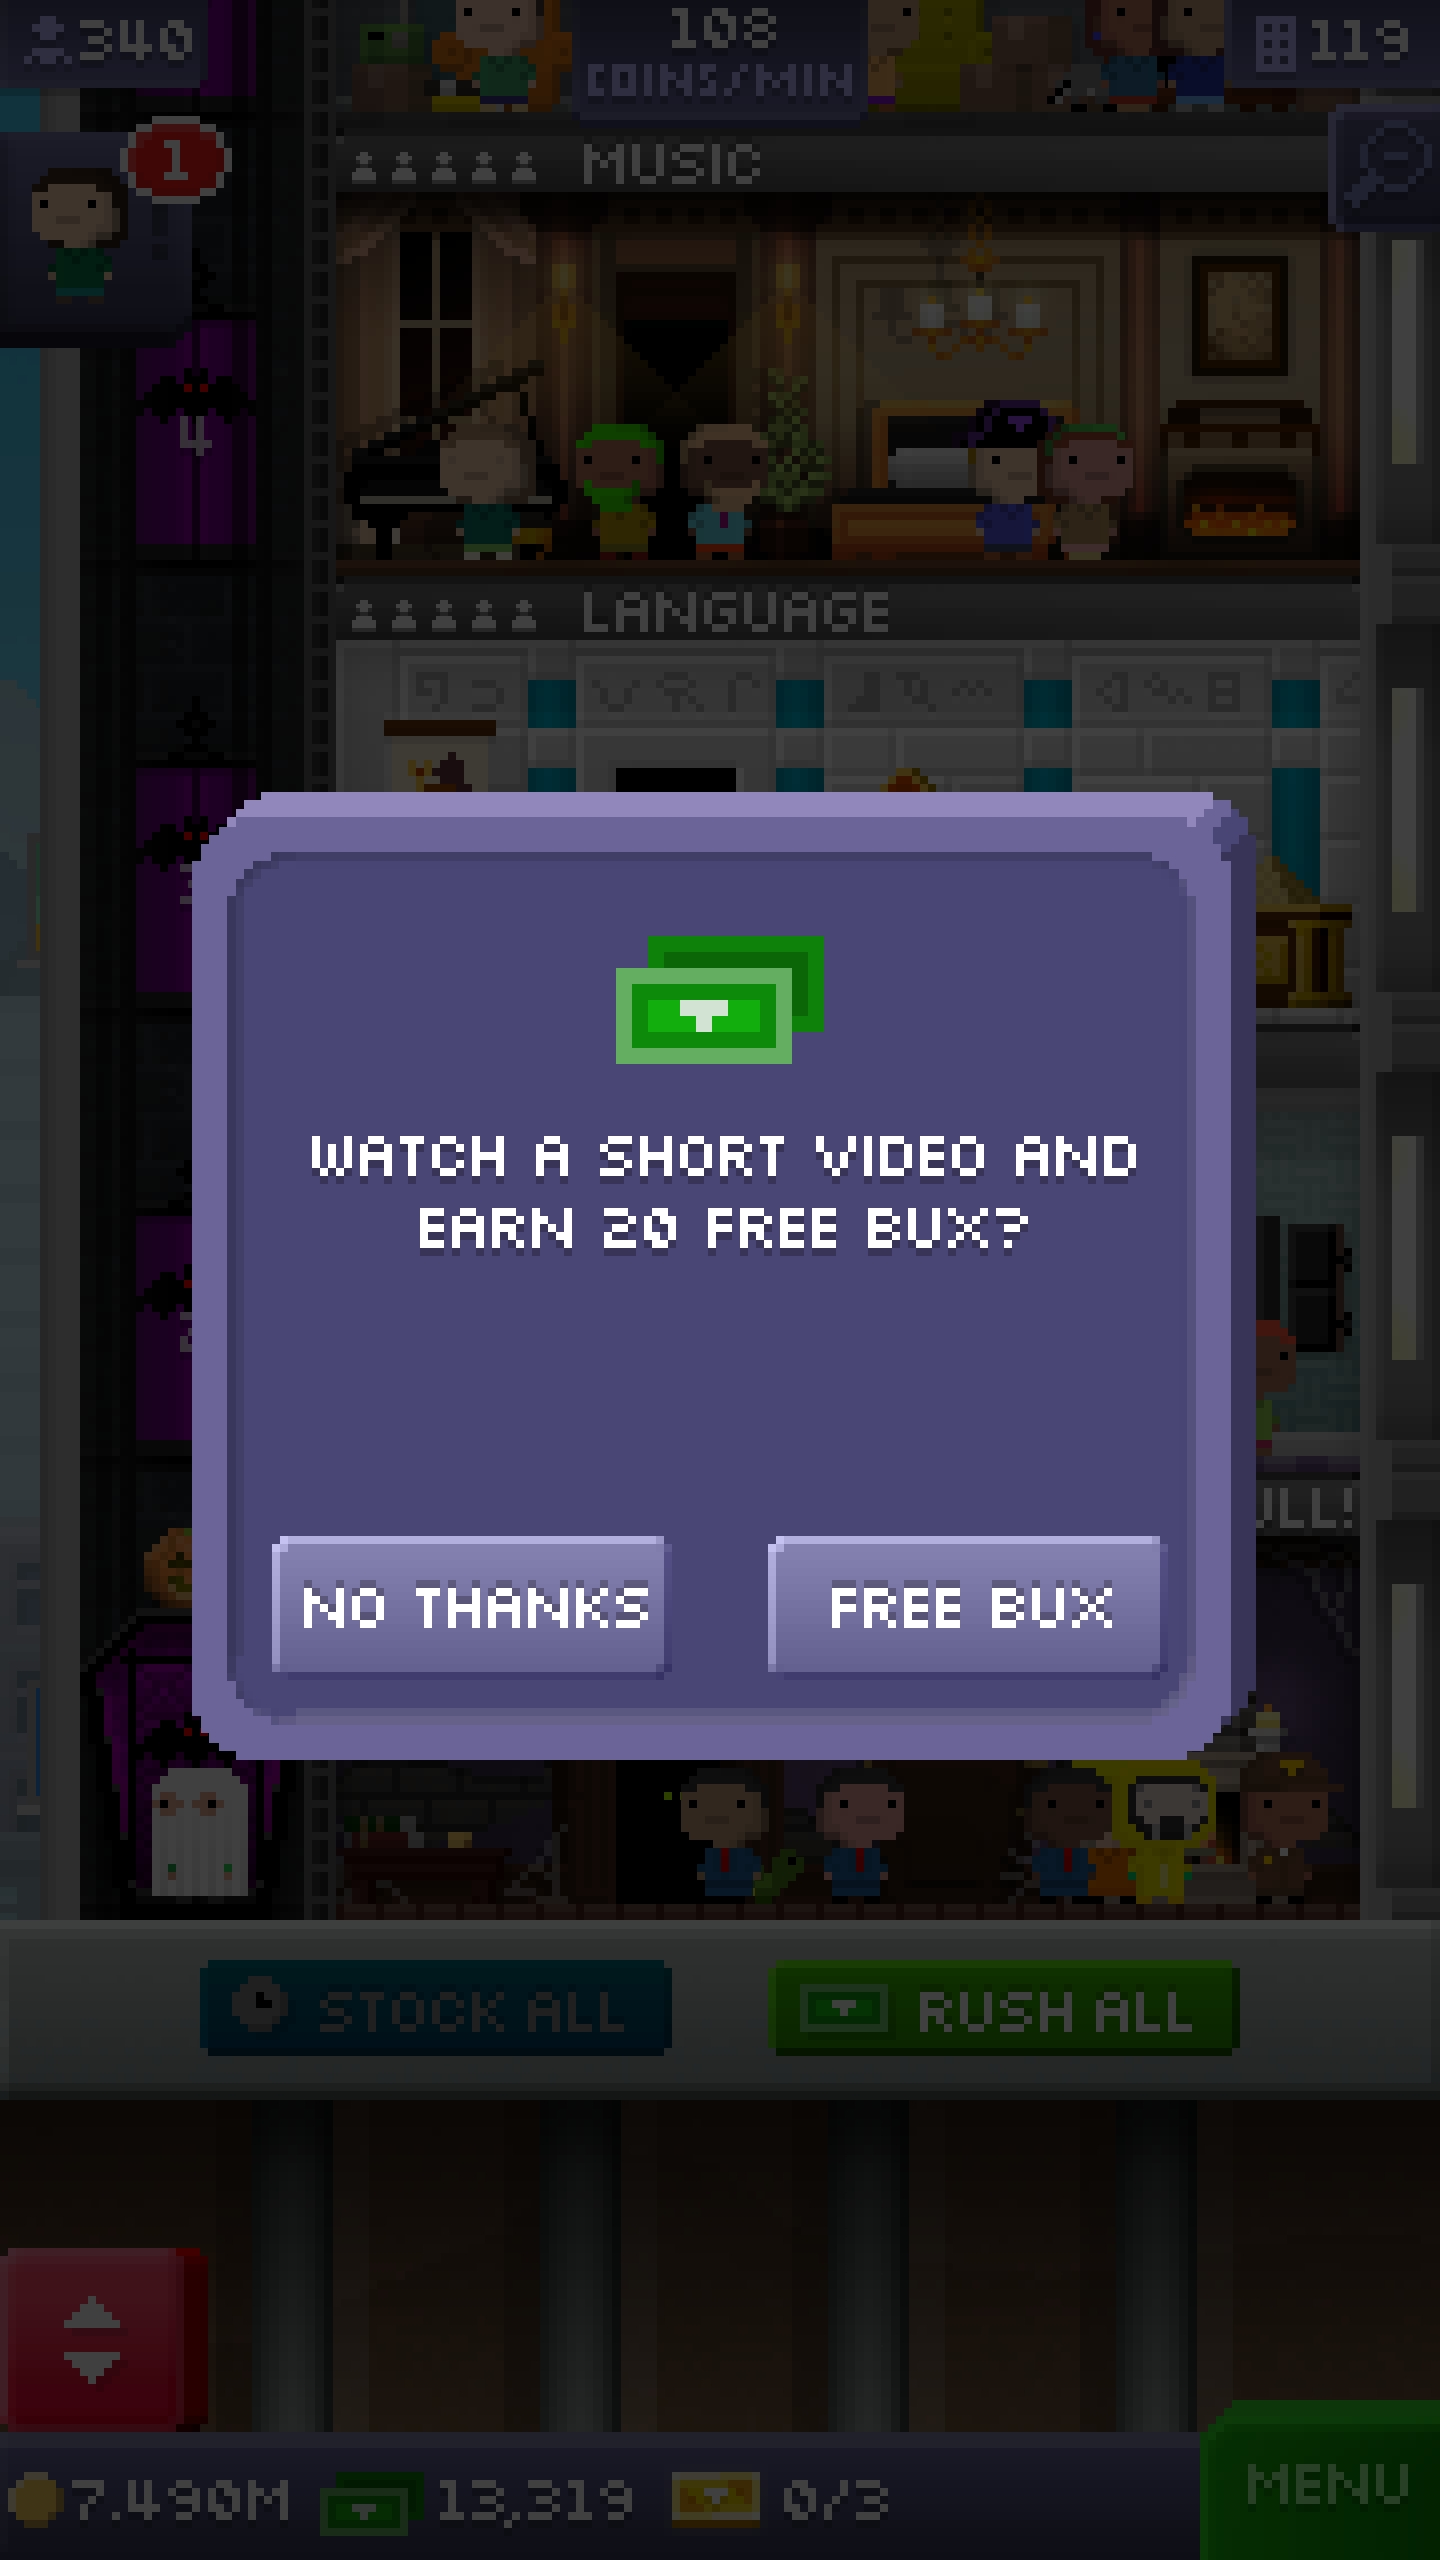 340
108
COINS/MIN
119
1
MUSIC
4
LANGUAGE
WATCH A SHORT VIDEO AND
EARN 20 FREE BUX?
NO THANKS
FREE BUX
STOCK ALL
RUSH ALL
7.490M
13,319
0/3
MENU